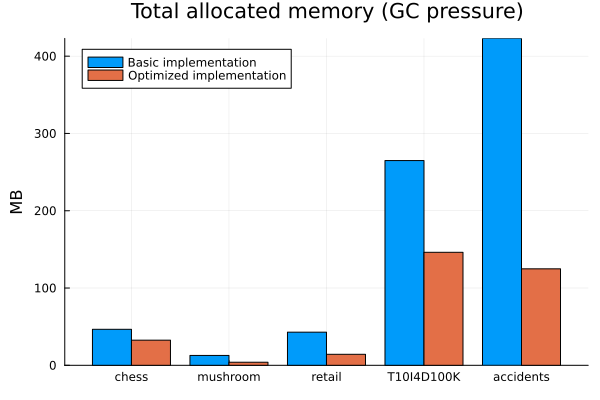 Total allocated memory (GC pressure)
Basic implementation
Optimized implementation
MB
400
300
200
100
0
chess mushroom retail T10I4D100K accidents